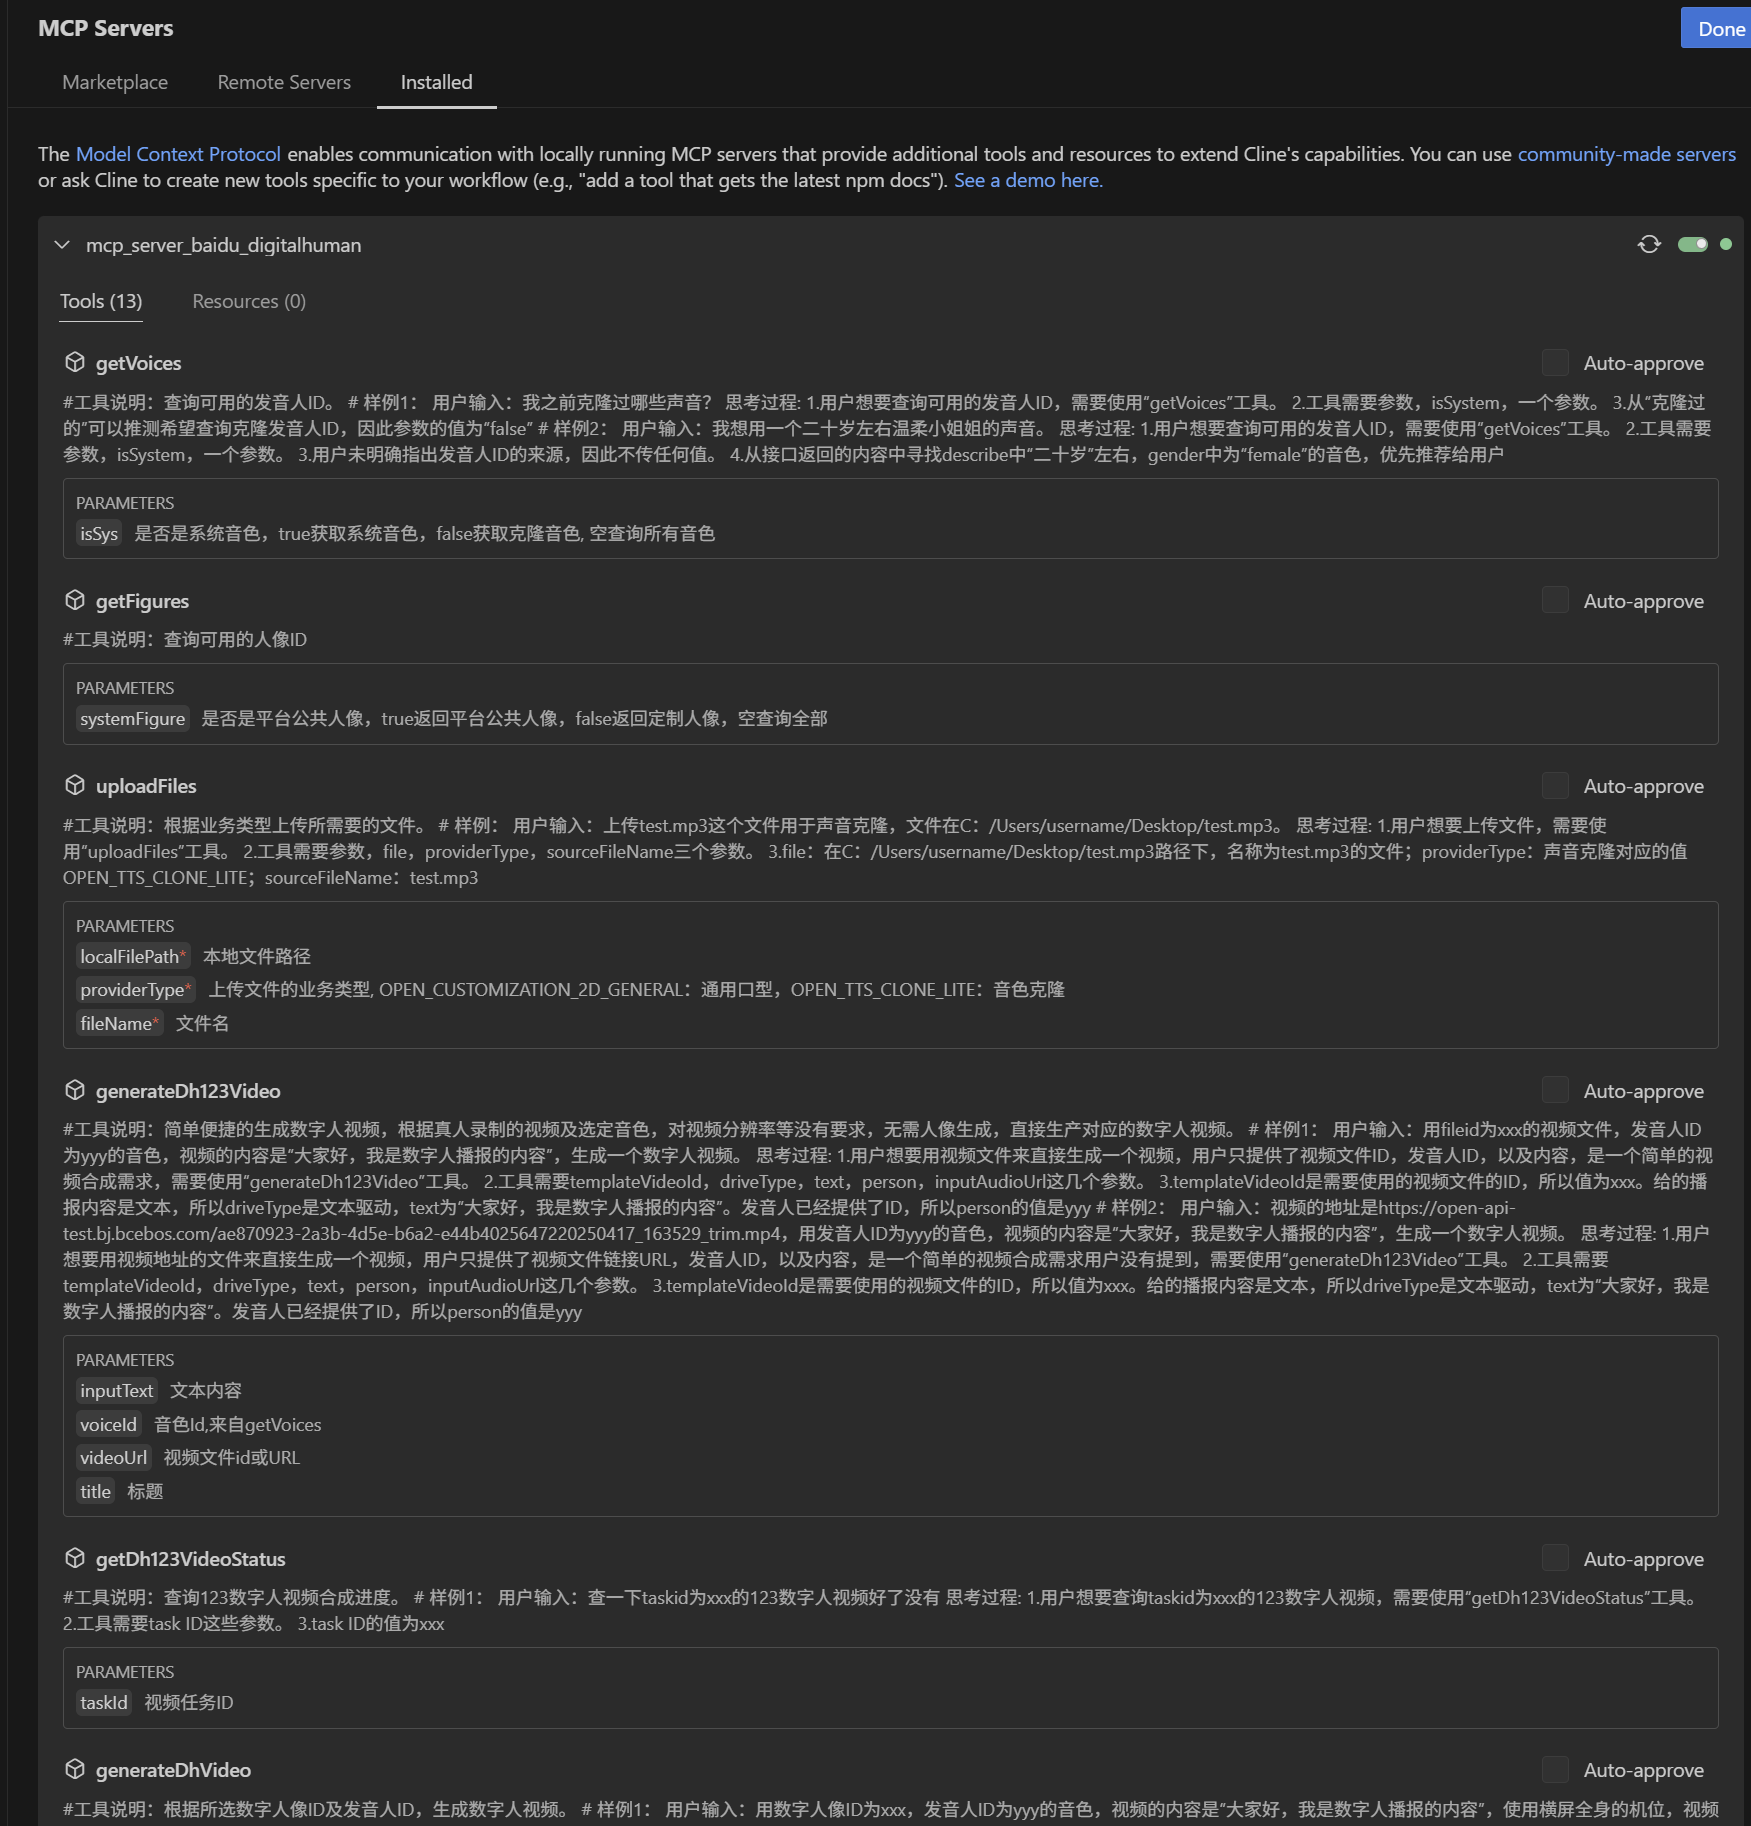 MCP Servers
Done
Marketplace
Remote Servers
Installed
The Model Context Protocol enables communication with locally running MCP servers that provide additional tools and resources to extend Cline's capabilities. You can use community-made servers
or ask Cline to create new tools specific to your workflow (e.g., "add a tool that gets the latest npm docs"). See a demo here.
mcp_server_baidu_digitalhuman
Tools (13)
Resources (0)
getVoices
Auto-approve
#工具说明：查询可用的发音人ID。 # 样例1： 用户输入：我之前克隆过哪些声音？ 思考过程: 1.用户想要查询可用的发音人ID，需要使用“getVoices”工具。 2.工具需要参数，isSystem，一个参数。 3.从“克隆过
的”可以推测希望查询克隆发音人ID，因此参数的值为“false” # 样例2： 用户输入：我想用一个二十岁左右温柔小姐姐的声音。 思考过程: 1.用户想要查询可用的发音人ID，需要使用“getVoices”工具。 2.工具需要
参数，isSystem，一个参数。 3.用户未明确指出发音人ID的来源，因此不传任何值。 4.从接口返回的内容中寻找describe中“二十岁”左右，gender中为“female”的音色，优先推荐给用户
PARAMETERS
isSys 是否是系统音色，true获取系统音色，false获取克隆音色, 空查询所有音色
getFigures
Auto-approve
#工具说明：查询可用的人像ID
PARAMETERS
systemFigure 是否是平台公共人像，true返回平台公共人像，false返回定制人像，空查询全部
uploadFiles
Auto-approve
#工具说明：根据业务类型上传所需要的文件。 # 样例： 用户输入：上传test.mp3这个文件用于声音克隆，文件在C：/Users/username/Desktop/test.mp3。 思考过程: 1.用户想要上传文件，需要使
用“uploadFiles”工具。 2.工具需要参数，file，providerType，sourceFileName三个参数。 3.file：在C：/Users/username/Desktop/test.mp3路径下，名称为test.mp3的文件；providerType：声音克隆对应的值
OPEN_TTS_CLONE_LITE；sourceFileName：test.mp3
PARAMETERS
localFilePath* 本地文件路径
providerType* 上传文件的业务类型, OPEN_CUSTOMIZATION_2D_GENERAL：通用口型，OPEN_TTS_CLONE_LITE：音色克隆
fileName* 文件名
generateDh123Video
Auto-approve
#工具说明：简单便捷的生成数字人视频，根据真人录制的视频及选定音色，对视频分辨率等没有要求，无需人像生成，直接生产对应的数字人视频。 # 样例1： 用户输入：用fileid为xxx的视频文件，发音人ID
为yyy的音色，视频的内容是“大家好，我是数字人播报的内容”，生成一个数字人视频。 思考过程: 1.用户想要用视频文件来直接生成一个视频，用户只提供了视频文件ID，发音人ID，以及内容，是一个简单的视
频合成需求，需要使用“generateDh123Video”工具。 2.工具需要templateVideoId，driveType，text，person，inputAudioUrl这几个参数。 3.templateVideoId是需要使用的视频文件的ID，所以值为xxx。给的播
报内容是文本，所以driveType是文本驱动，text为“大家好，我是数字人播报的内容”。发音人已经提供了ID，所以person的值是yyy # 样例2： 用户输入：视频的地址是https://open-api-
test.bj.bcebos.com/ae870923-2a3b-4d5e-b6a2-e44b4025647220250417_163529_trim.mp4，用发音人ID为yyy的音色，视频的内容是“大家好，我是数字人播报的内容”，生成一个数字人视频。 思考过程: 1.用户
想要用视频地址的文件来直接生成一个视频，用户只提供了视频文件链接URL，发音人ID，以及内容，是一个简单的视频合成需求用户没有提到，需要使用“generateDh123Video”工具。 2.工具需要
templateVideoId，driveType，text，person，inputAudioUrl这几个参数。 3.templateVideoId是需要使用的视频文件的ID，所以值为xxx。给的播报内容是文本，所以driveType是文本驱动，text为“大家好，我是
数字人播报的内容”。发音人已经提供了ID，所以person的值是yyy
PARAMETERS
inputText 文本内容
voiceId 音色Id,来自getVoices
videoUrl 视频文件id或URL
title 标题
getDh123VideoStatus
Auto-approve
#工具说明：查询123数字人视频合成进度。 # 样例1： 用户输入：查一下taskid为xxx的123数字人视频好了没有 思考过程: 1.用户想要查询taskid为xxx的123数字人视频，需要使用“getDh123VideoStatus”工具。
2.工具需要task ID这些参数。 3.task ID的值为xxx
PARAMETERS
taskId 视频任务ID
generateDhVideo
Auto-approve
#工具说明：根据所选数字人像ID及发音人ID，生成数字人视频。 # 样例1： 用户输入：用数字人像ID为xxx，发音人ID为yyy的音色，视频的内容是“大家好，我是数字人播报的内容”，使用横屏全身的机位，视频